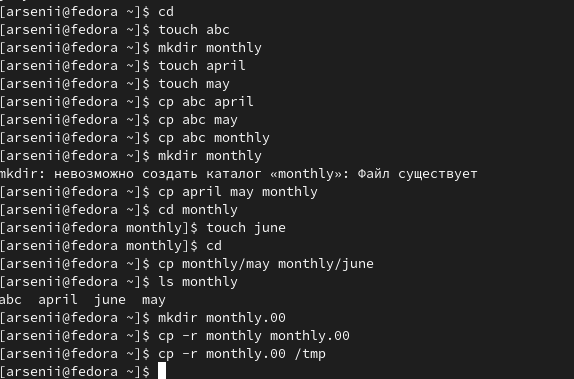 [arsenii@fedora ~]$ cd
[arsenii@fedora ~]$ touch abc
[arsenii@fedora ~]$ mkdir monthly
[arsenii@fedora ~]$ touch april
[arsenii@fedora ~]$ touch may
[arsenii@fedora ~]$ cp abc april
[arsenii@fedora ~]$ cp abc may
[arsenii@fedora ~]$ cp abc monthly
[arsenii@fedora ~]$ mkdir monthly
mkdir: невозможно создать каталог «monthly»: Файл существует
[arsenii@fedora ~]$ cp april may monthly
[arsenii@fedora ~]$ cd monthly
[arsenii@fedora monthly]$ touch june
[arsenii@fedora monthly]$ cd
[arsenii@fedora ~]$ cp monthly/may monthly/june
[arsenii@fedora ~]$ ls monthly
abc  april  june  may
[arsenii@fedora ~]$ mkdir monthly.00
[arsenii@fedora ~]$ cp -r monthly monthly.00
[arsenii@fedora ~]$ cp -r monthly.00 /tmp
[arsenii@fedora ~]$